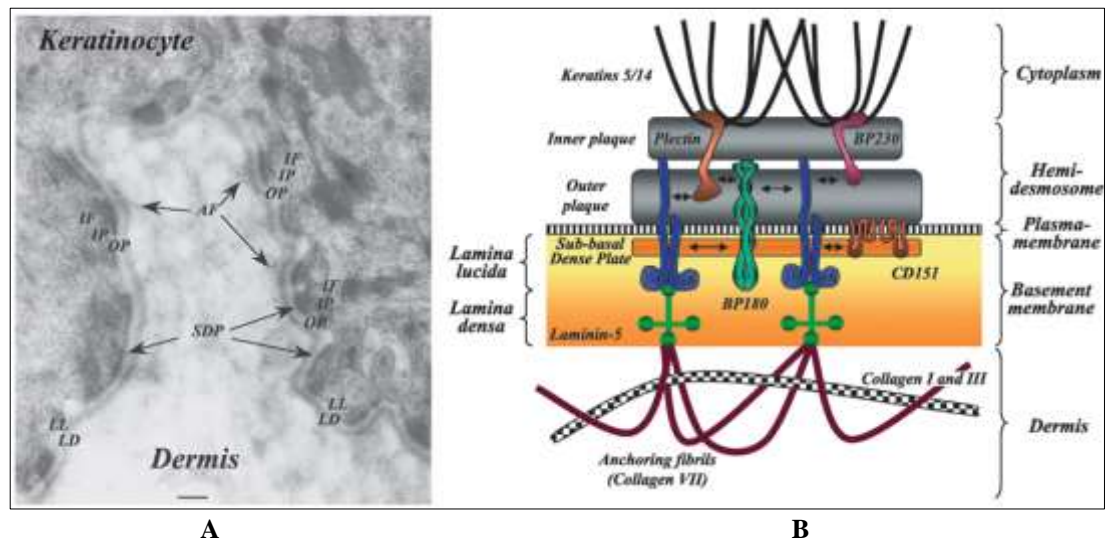 Keratinocyte
IF
IP
OP
AF
IF
IP
OP
IF
IP
OP
SDP
LL
LD
LL
LD
Dermis
Keratins 5/14
Cytoplasm
Inner plaque
Plectin
BP230
Outer
plaque
Hemi-
desmosome
Plasma-
membrane
Lamina
lucida
Sub-basal
Dense Plate
CD151
BP180
Basement
membrane
Lamina
densa
Laminin-5
Collagen I and III
Dermis
Anchoring fibrils
(Collagen VII)
A
B